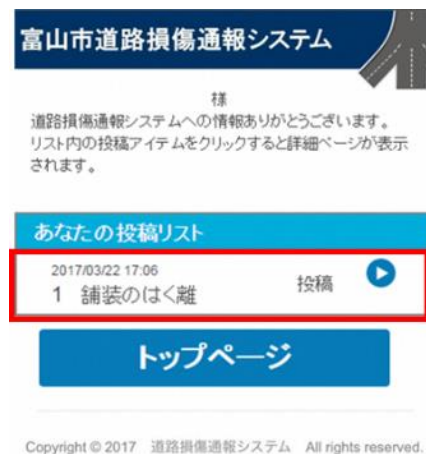 富山市道路損傷通報システム
様
道路損傷通報システムへの情報ありがとうございます。
リスト内の投稿アイテムをクリックすると詳細ページが表示
されます。
あなたの投稿リスト
2017/03/22 17:06
1 舗装のはく離
投稿
トップページ
Copyright © 2017 道路損傷通報システム All rights reserved.